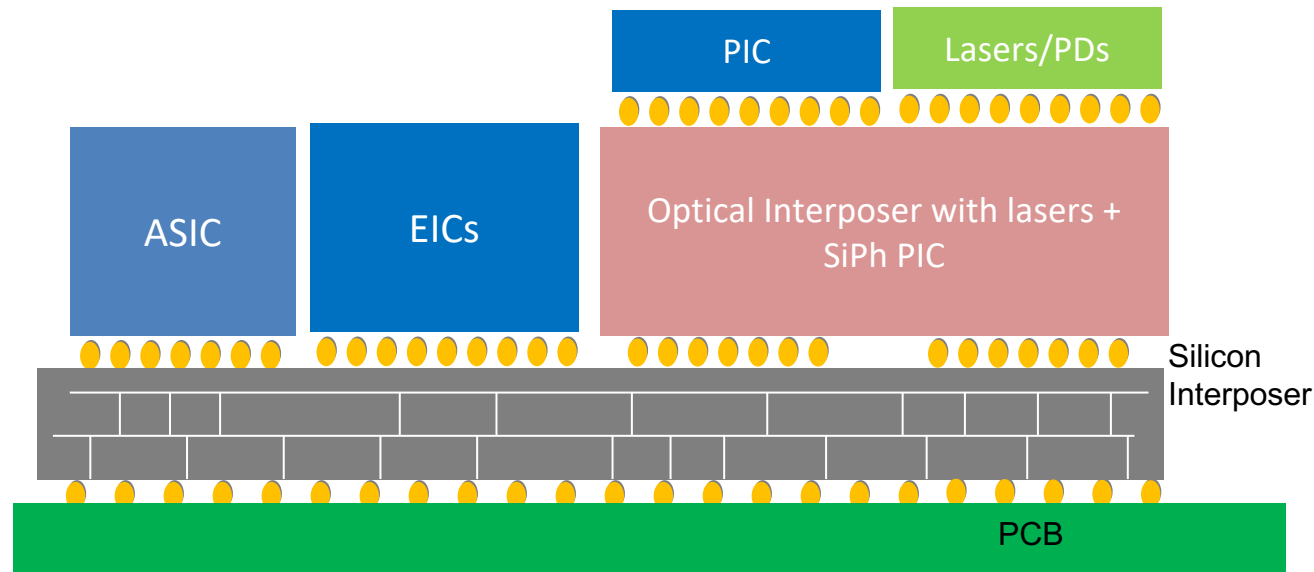 PIC
Lasers/PDs
ASIC
EICs
Optical Interposer with lasers +
SiPh PIC
Silicon
Interposer
PCB